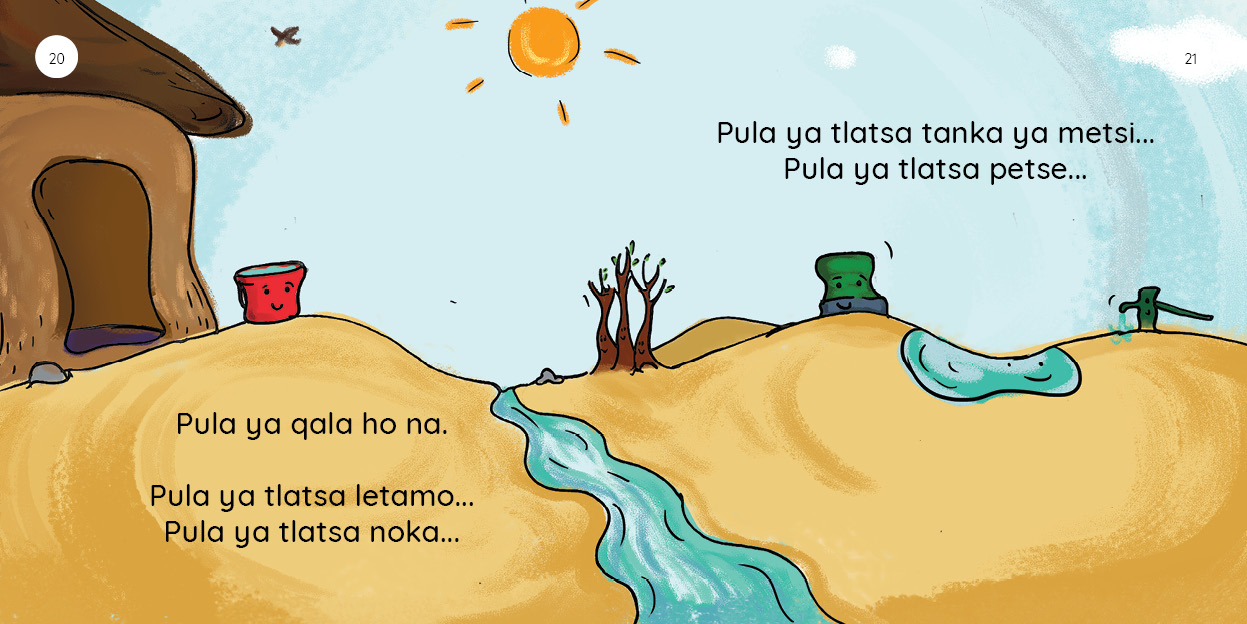 20
Pula ya qala ho na.
Pula ya tlatsa letamo...
Pula ya tlatsa noka...
21
Pula ya tlatsa tanka ya metsi...
Pula ya tlatsa petse...